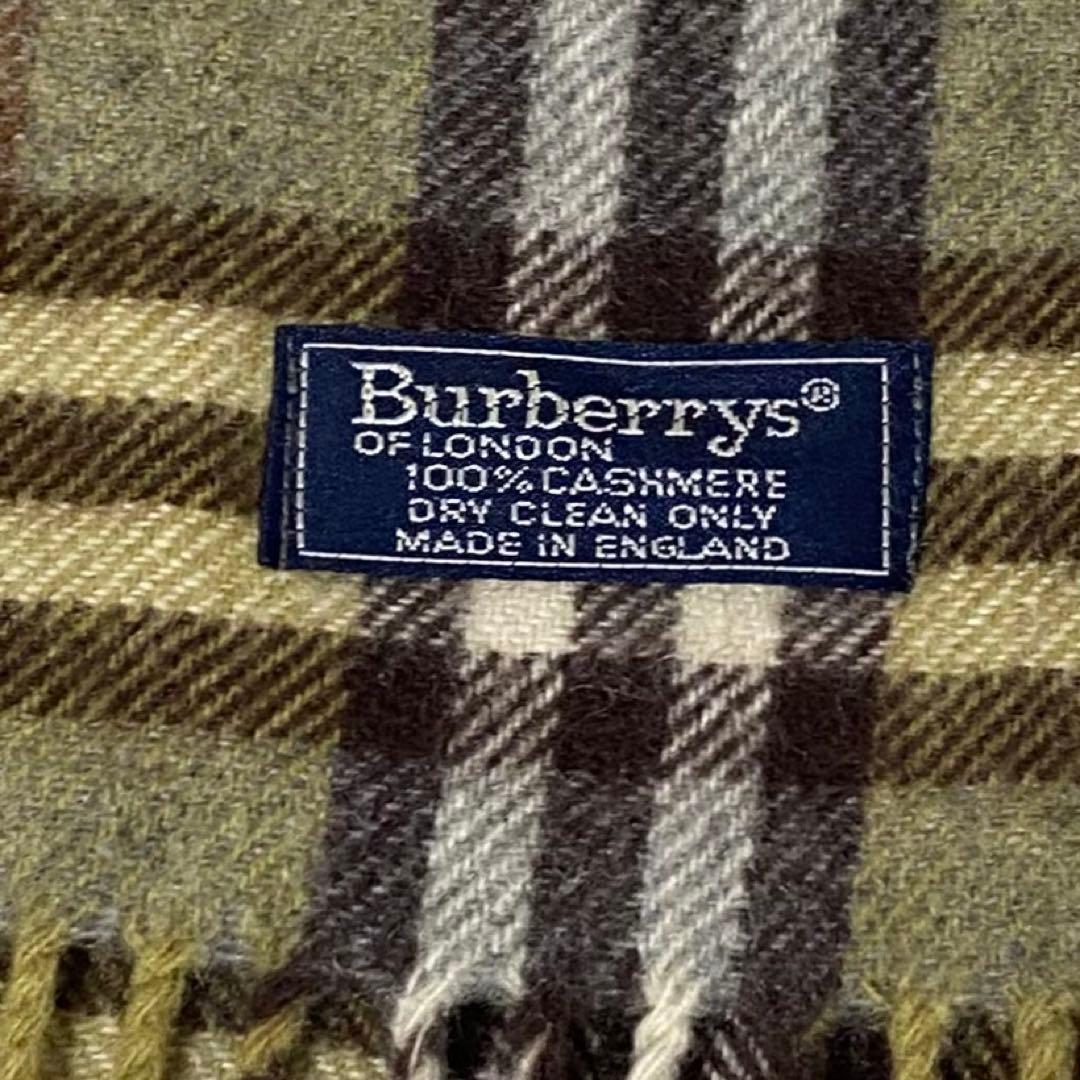 Burberrys®
OF LONDON
100% CASHMERE
DRY CLEAN ONLY
MADE IN ENGLAND